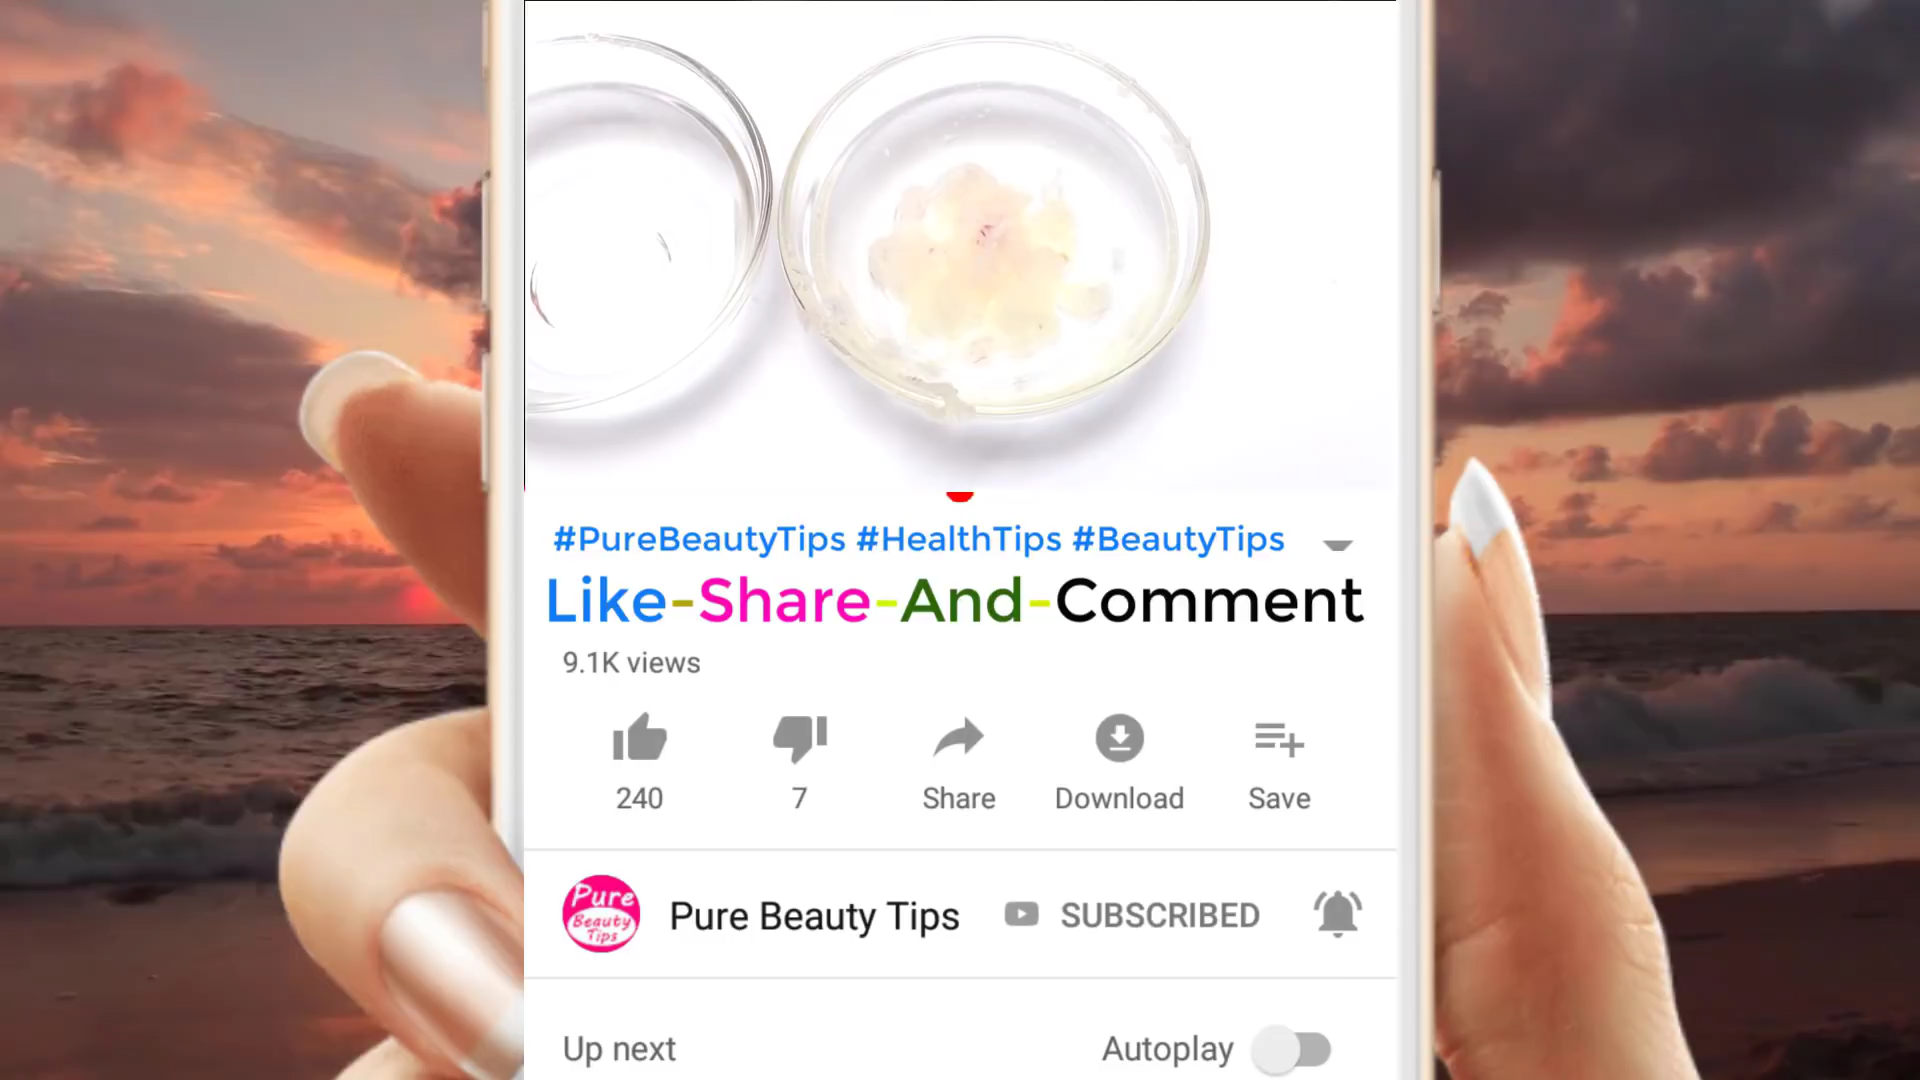 #PureBeautyTips #HealthTips #BeautyTips
Like-Share-And-Comment
9.1K views
240 7 Share Download Save
Pure Beauty Tips
Pure Beauty Tips SUBSCRIBED
Up next Autoplay